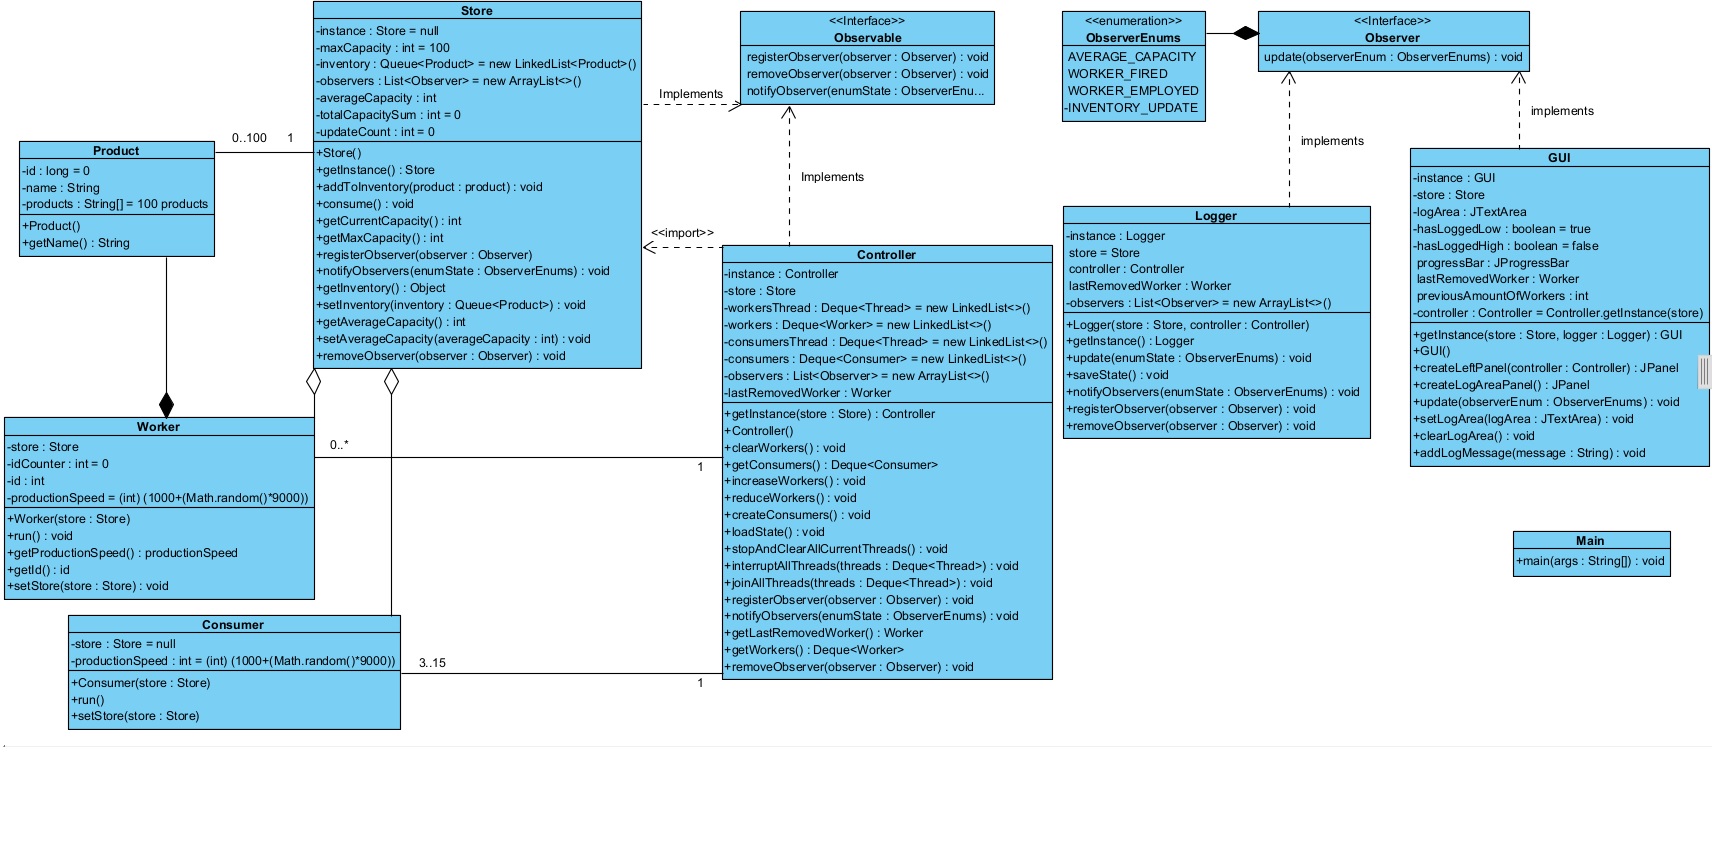 Store
-instance : Store = null
-maxCapacity : int = 100
-inventory : Queue<Product> = new LinkedList<Product>()
-observers : List<Observer> = new ArrayList<>()
-averageCapacity : int
-totalCapacitySum : int = 0
-updateCount : int = 0
+Store()
+getInstance() : Store
+addToInventory(product : product) : void
+consume() : void
+getCurrentCapacity() : int
+getMaxCapacity() : int
+registerObserver(observer : Observer)
+notifyObservers(enumState : ObserverEnums) : void
+getInventory() : Object
+setInventory(inventory : Queue<Product>) : void
+getAverageCapacity() : int
+setAverageCapacity(averageCapacity : int) : void
+removeObserver(observer : Observer) : void
<<Interface>>
Observable
registerObserver(observer : Observer) : void
removeObserver(observer : Observer) : void
notifyObserver(enumState : ObserverEnu...
<<enumeration>>
ObserverEnums
AVERAGE_CAPACITY
WORKER_FIRED
WORKER_EMPLOYED
-INVENTORY_UPDATE
<<Interface>>
Observer
update(observerEnum : ObserverEnums) : void
Implements
Implements
<<import>>
implements
implements
0..100
1
Product
-id : long = 0
-name : String
-products : String[] = 100 products
+Product()
+getName() : String
GUI
-instance : GUI
-store : Store
-logArea : JTextArea
-hasLoggedLow : boolean = true
-hasLoggedHigh : boolean = false
progressBar : JProgressBar
lastRemovedWorker : Worker
previousAmountOfWorkers : int
-controller : Controller = Controller.getInstance(store)
+getInstance(store : Store, logger : Logger) : GUI
+GUI()
+createLeftPanel(controller : Controller) : JPanel
+createLogAreaPanel() : JPanel
+update(observerEnum : ObserverEnums) : void
+setLogArea(logArea : JTextArea) : void
+clearLogArea() : void
+addLogMessage(message : String) : void
Logger
-instance : Logger
store = Store
controller : Controller
lastRemovedWorker : Worker
-observers : List<Observer> = new ArrayList<>()
+Logger(store : Store, controller : Controller)
+getInstance() : Logger
+update(enumState : ObserverEnums) : void
+saveState() : void
+notifyObservers(enumState : ObserverEnums) : void
+registerObserver(observer : Observer) : void
+removeObserver(observer : Observer) : void
Controller
-instance : Controller
-store : Store
-workersThread : Deque<Thread> = new LinkedList<>()
-workers : Deque<Worker> = new LinkedList<>()
-consumersThread : Deque<Thread> = new LinkedList<>()
-consumers : Deque<Consumer> = new LinkedList<>()
-observers : List<Observer> = new ArrayList<>()
-lastRemovedWorker : Worker
+getInstance(store : Store) : Controller
+Controller()
+clearWorkers() : void
+getConsumers() : Deque<Consumer>
+increaseWorkers() : void
+reduceWorkers() : void
+createConsumers() : void
+loadState() : void
+stopAndClearAllCurrentThreads() : void
+interruptAllThreads(threads : Deque<Thread>) : void
+joinAllThreads(threads : Deque<Thread>) : void
+registerObserver(observer : Observer) : void
+notifyObservers(enumState : ObserverEnums) : void
+getLastRemovedWorker() : Worker
+getWorkers() : Deque<Worker>
+removeObserver(observer : Observer) : void
Worker
-store : Store
-idCounter : int = 0
-id : int
-productionSpeed = (int) (1000+(Math.random()*9000))
+Worker(store : Store)
+run() : void
+getProductionSpeed() : productionSpeed
+getId() : id
+setStore(store : Store) : void
0..*
1
Main
+main(args : String[]) : void
Consumer
-store : Store = null
-productionSpeed : int = (int) (1000+(Math.random()*9000))
+Consumer(store : Store)
+run()
+setStore(store : Store)
3..15
1